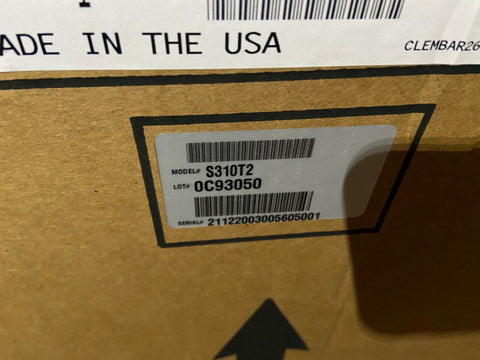 ADE IN THE USA
CLEMBAR26
MODEL# S310T2
LOT# 0C93050
SERIAL# 21122003005605001